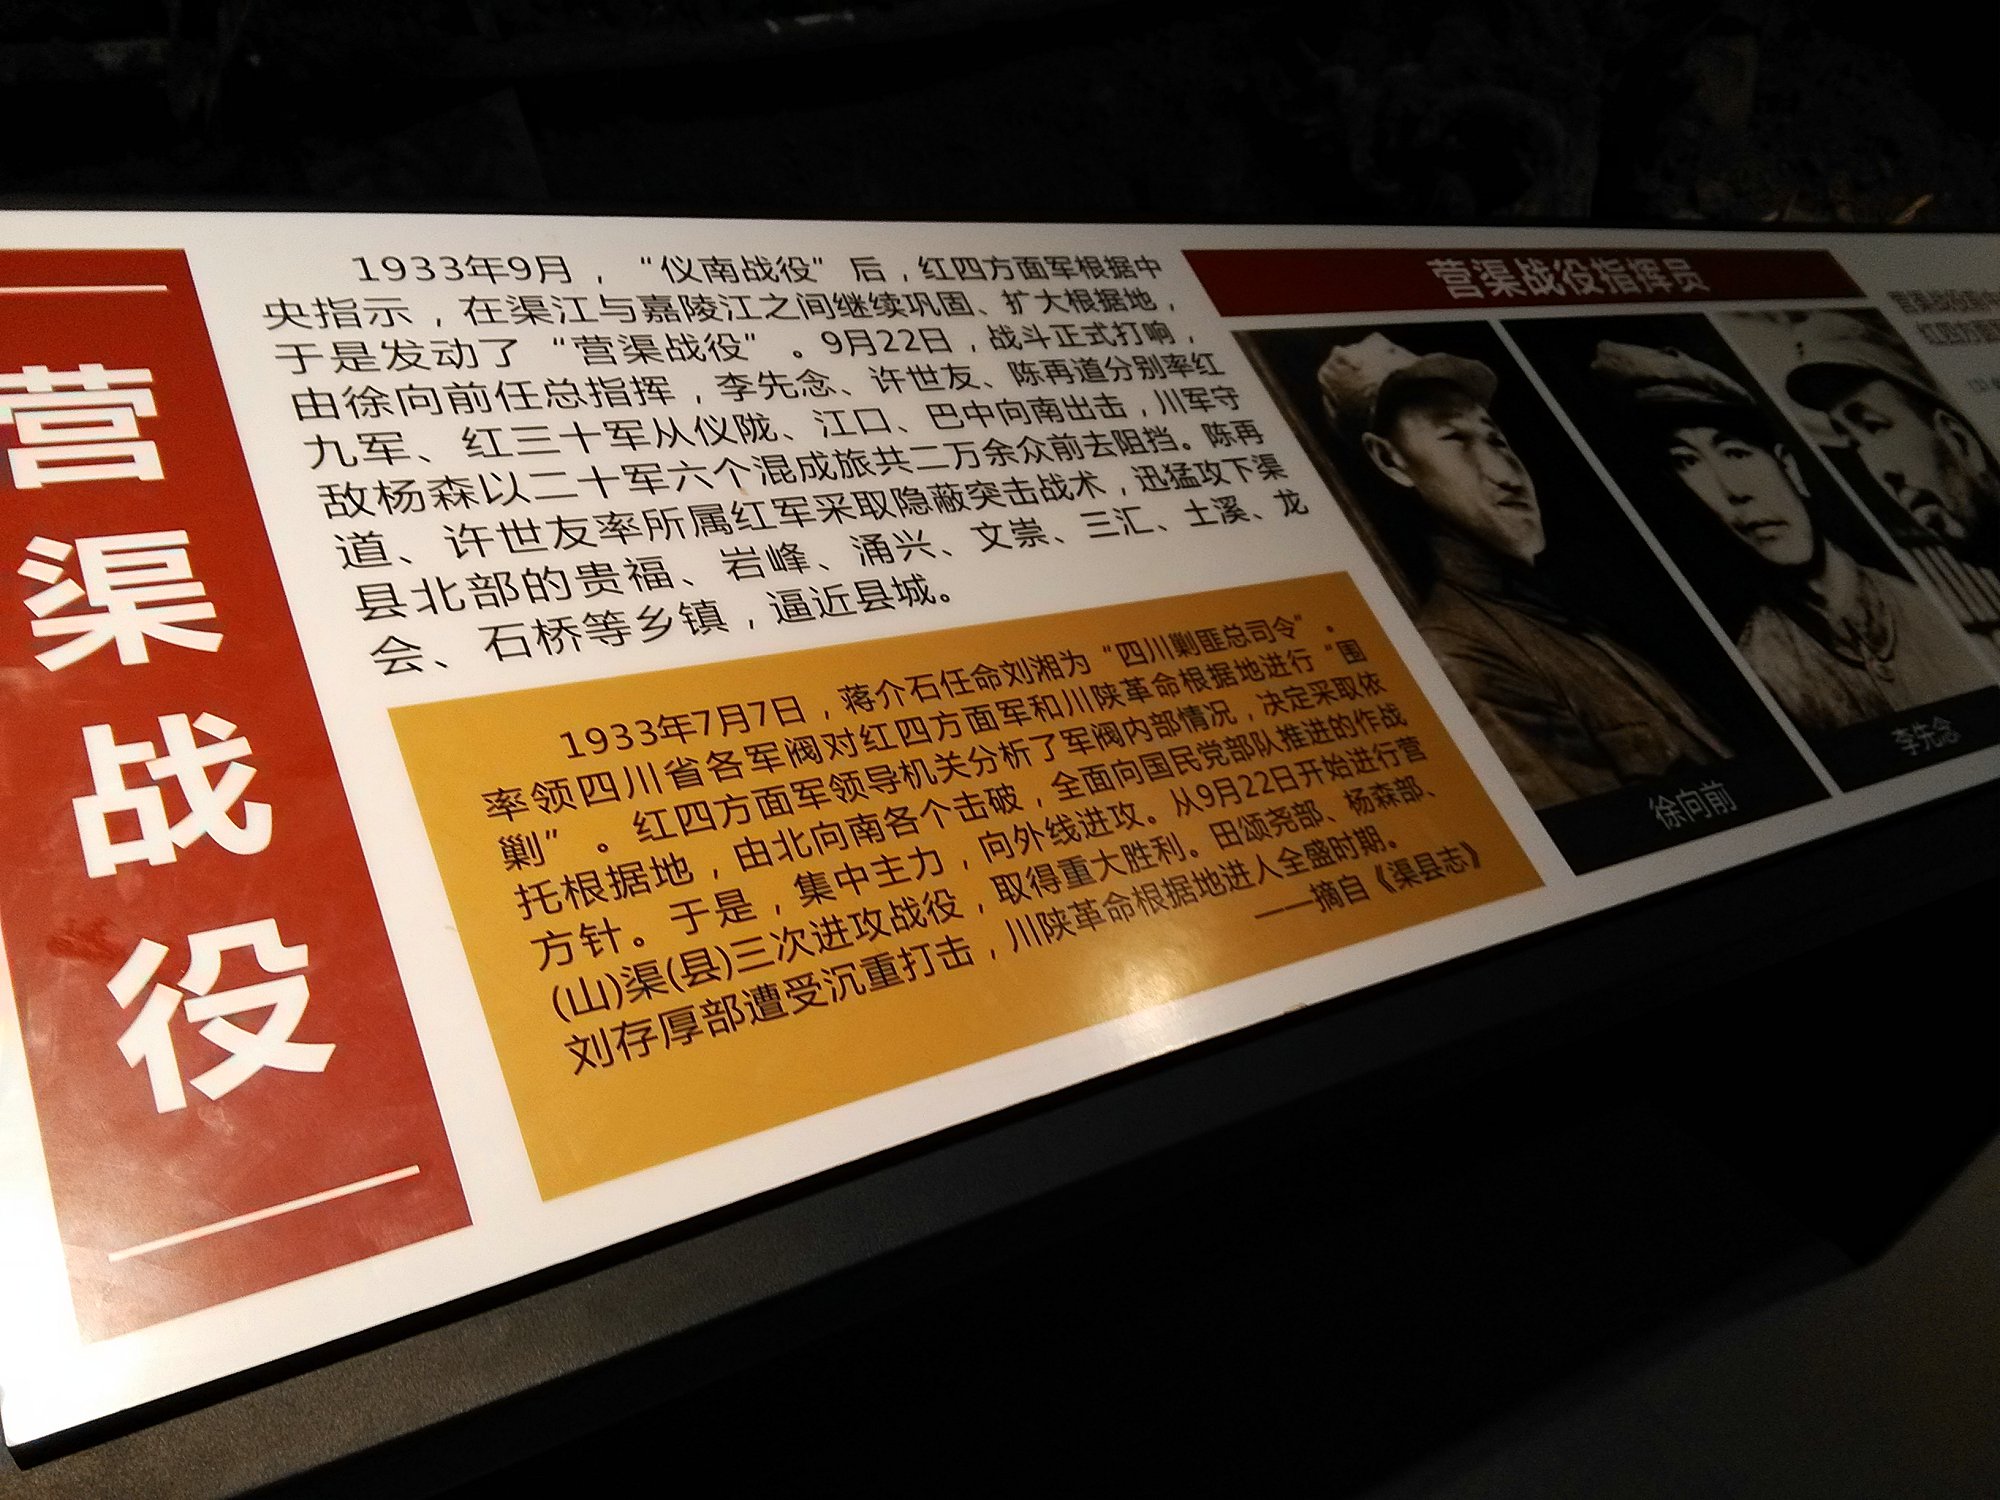 营渠战役
1933年9月，“仪南战役”后，红四方面军根据中
央指示，在渠江与嘉陵江之间继续巩固、扩大根据地，
于是发动了“营渠战役”。9月22日，战斗正式打响，
由徐向前任总指挥，李先念、许世友、陈再道分别率红
九军、红三十军从仪陇、江口、巴中向南出击，川军守
敌杨森以二十军六个混成旅共二万余众前去阻挡。陈再
道、许世友率所属红军采取隐蔽突击战术，迅猛攻下渠
县北部的贵福、岩峰、涌兴、文崇、三汇、土溪、龙
会、石桥等乡镇，逼近县城。
1933年7月7日，蒋介石任命刘湘为“四川剿匪总司令”。
率领四川省各军阀对红四方面军和川陕革命根据地进行“围
剿”。红四方面军领导机关分析了军阀内部情况，决定采取依
托根据地，由北向南各个击破，全面向国民党部队推进的作战
方针。于是，集中主力，向外线进攻。从9月22日开始进行营
(山)渠(县)三次进攻战役，取得重大胜利。田颂尧部、杨森部、
刘存厚部遭受沉重打击，川陕革命根据地进人全盛时期。
——摘自《渠县志》
营渠战役指挥员
徐向前
李先念
营渠战役
红四方面